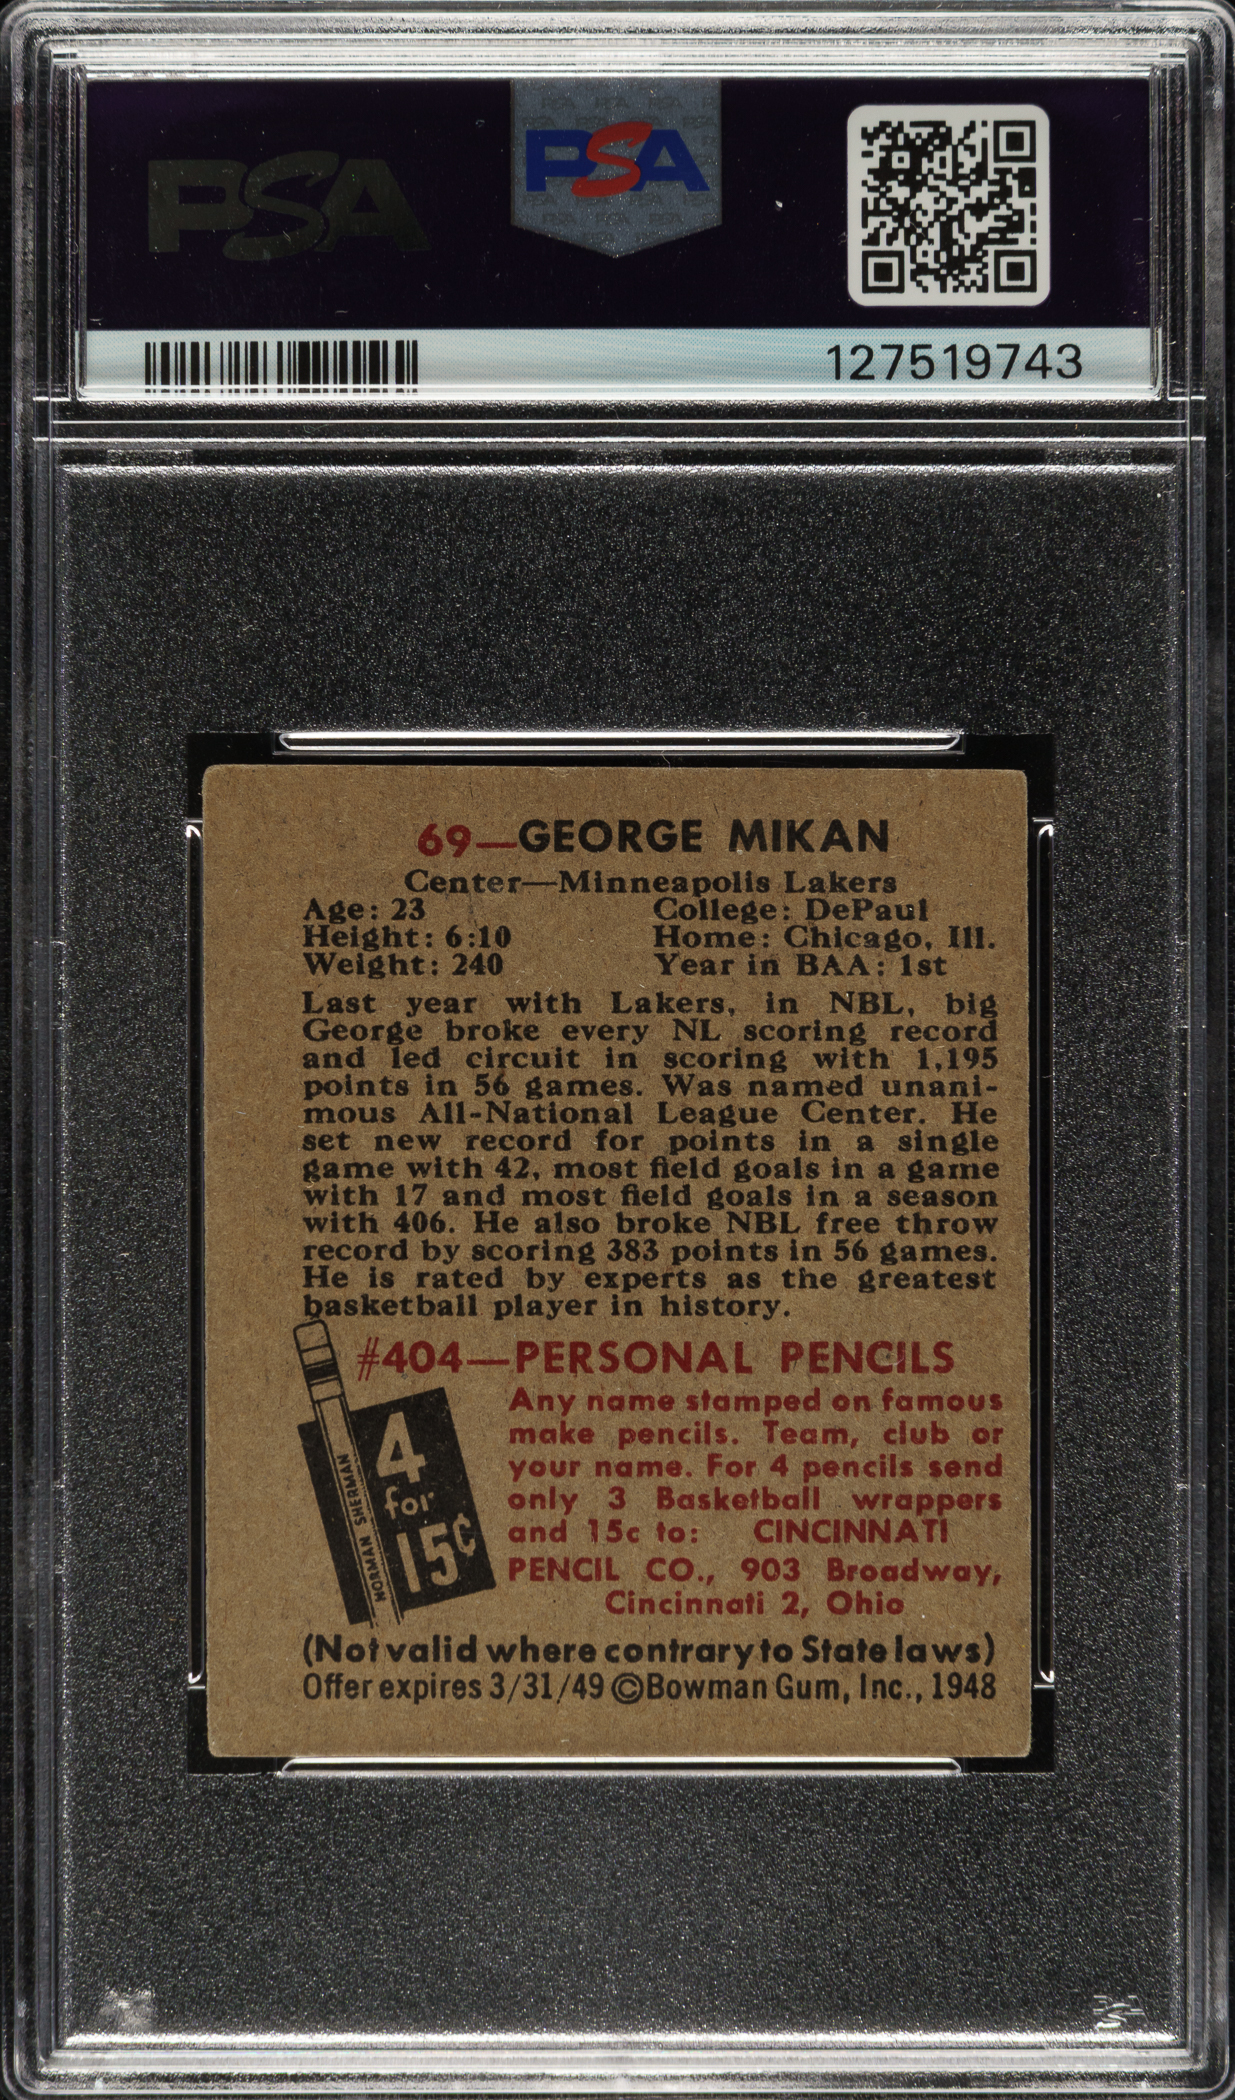 PSA
PSA
127519743
69—GEORGE MIKAN
Center—Minneapolis Lakers
Age: 23 College: DePaul
Height: 6:10 Home: Chicago, Ill.
Weight: 240 Year in BAA: 1st
Last year with Lakers, in NBL, big
George broke every NL scoring record
and led circuit in scoring with 1,195
points in 56 games. Was named unani-
mous All-National League Center. He
set new record for points in a single
game with 42, most field goals in a game
with 17 and most field goals in a season
with 406. He also broke NBL free throw
record by scoring 383 points in 56 games.
He is rated by experts as the greatest
basketball player in history.
#404—PERSONAL PENCILS
Any name stamped on famous
make pencils. Team, club or
your name. For 4 pencils send
only 3 Basketball wrappers
and 15c to: CINCINNATI
PENCIL CO., 903 Broadway,
Cincinnati 2, Ohio
4
for
15¢
NORMAN SHERMAN
(Not valid where contrary to State laws)
Offer expires 3/31/49 ©Bowman Gum, Inc., 1948
PSA